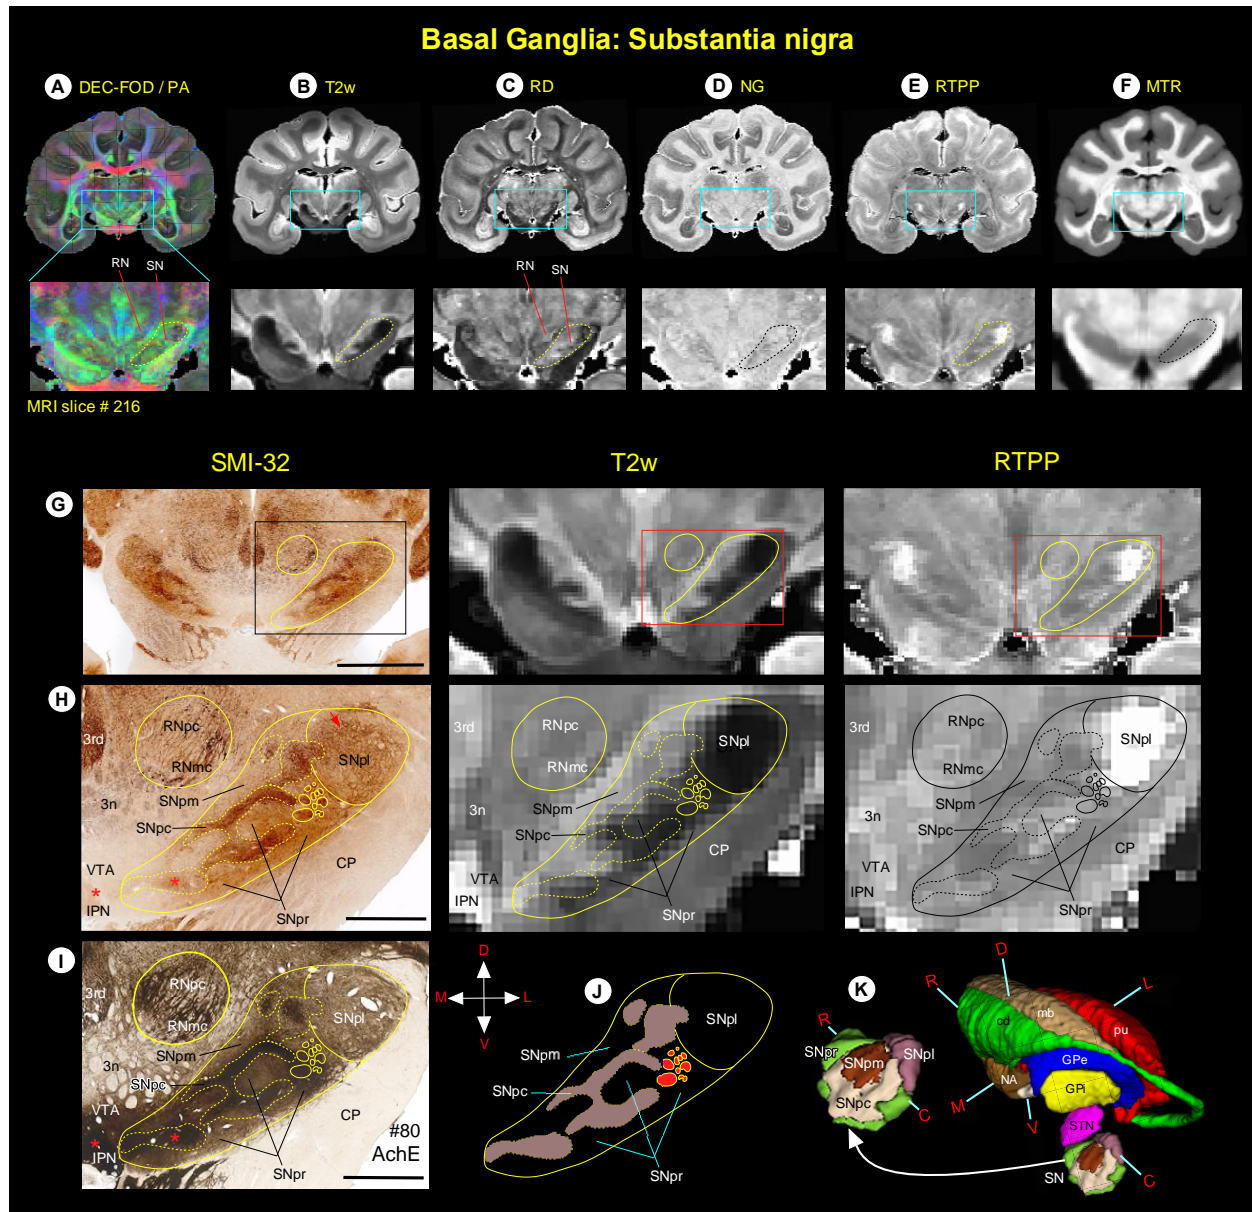 Basal Ganglia: Substantia nigra
A DEC-FOD / PA
B T2w
C RD
D NG
E RTPP
F MTR
RN SN
RN SN
MRI slice # 216
SMI-32
T2w
RTPP
G
H
3rd
RNpc
RNmc
SNpl
3n
SNpm
SNpc
VTA
*
*
IPN
CP
SNpr
RNpc
RNmc
SNpl
SNpm
SNpc
VTA
IPN
CP
SNpr
3rd
RNpc
RNmc
SNpl
3n
SNpm
SNpc
VTA
IPN
CP
SNpr
I
3rd
RNpc
RNmc
SNpl
3n
SNpm
SNpc
VTA
*
*
IPN
CP
#80
AchE
SNpr
D
M L
V
J
SNpl
SNpm
SNpc
SNpr
K
R
SNpr
SNpm
SNpl
SNpc
C
D
R
L
mb
cd
pu
GPe
NA
GPi
M
V
STN
SN
C